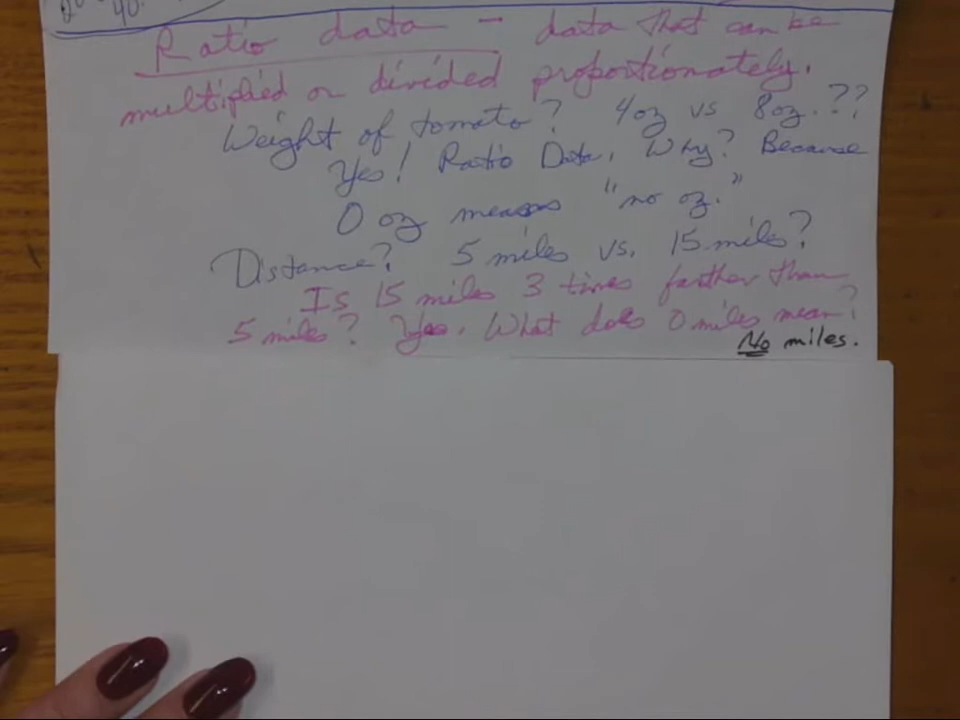 20 40.
Ratio data - data that can be
multiplied or divided proportionately.
Weight of tomato? 4oz vs 8oz.??
Yes! Ratio Data. Why? Because
0 oz means "no oz."
Distance? 5 miles vs. 15 miles?
Is 15 miles 3 times farther than
5 miles? Yes. What does 0 miles mean?
No miles.